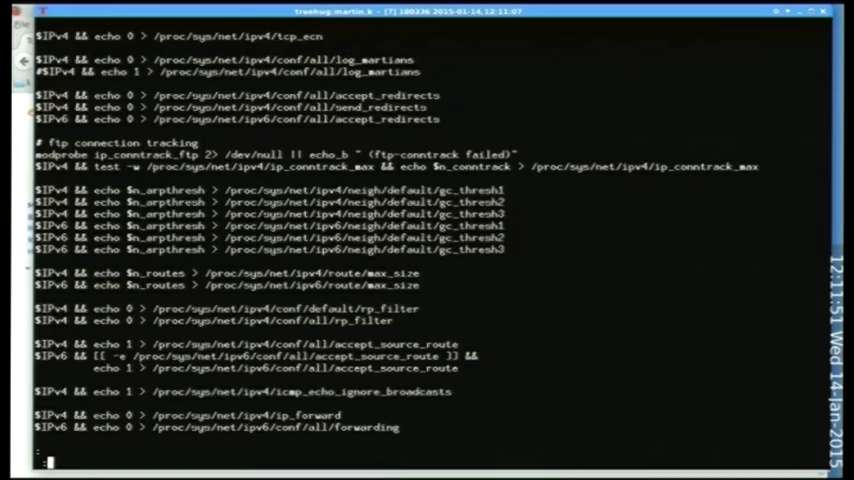 treehug:martin.k [7] 180336 2015-01-14,12:11:07
File
$IPv4 && echo 0 > /proc/sys/net/ipv4/tcp_ecn
$IPv4 && echo 0 > /proc/sys/net/ipv4/conf/all/log_martians
#$IPv4 && echo 1 > /proc/sys/net/ipv4/conf/all/log_martians
$IPv4 && echo 0 > /proc/sys/net/ipv4/conf/all/accept_redirects
$IPv4 && echo 0 > /proc/sys/net/ipv4/conf/all/send_redirects
$IPv6 && echo 0 > /proc/sys/net/ipv6/conf/all/accept_redirects
# ftp connection tracking
modprobe ip_conntrack_ftp 2> /dev/null || echo_b " (ftp-conntrack failed)"
$IPv4 && test -w /proc/sys/net/ipv4/ip_conntrack_max && echo $n_conntrack > /proc/sys/net/ipv4/ip_conntrack_max
$IPv4 && echo $n_arpthresh > /proc/sys/net/ipv4/neigh/default/gc_thresh1
$IPv4 && echo $n_arpthresh > /proc/sys/net/ipv4/neigh/default/gc_thresh2
$IPv4 && echo $n_arpthresh > /proc/sys/net/ipv4/neigh/default/gc_thresh3
$IPv6 && echo $n_arpthresh > /proc/sys/net/ipv6/neigh/default/gc_thresh1
$IPv6 && echo $n_arpthresh > /proc/sys/net/ipv6/neigh/default/gc_thresh2
$IPv6 && echo $n_arpthresh > /proc/sys/net/ipv6/neigh/default/gc_thresh3
$IPv4 && echo $n_routes > /proc/sys/net/ipv4/route/max_size
$IPv6 && echo $n_routes > /proc/sys/net/ipv6/route/max_size
$IPv4 && echo 0 > /proc/sys/net/ipv4/conf/default/rp_filter
$IPv4 && echo 0 > /proc/sys/net/ipv4/conf/all/rp_filter
$IPv4 && echo 1 > /proc/sys/net/ipv4/conf/all/accept_source_route
$IPv6 && [[ -e /proc/sys/net/ipv6/conf/all/accept_source_route ]] &&
echo 1 > /proc/sys/net/ipv6/conf/all/accept_source_route
$IPv4 && echo 1 > /proc/sys/net/ipv4/icmp_echo_ignore_broadcasts
$IPv4 && echo 0 > /proc/sys/net/ipv4/ip_forward
$IPv6 && echo 0 > /proc/sys/net/ipv6/conf/all/forwarding
:
:
12:11:51 Wed 14-Jan-2015